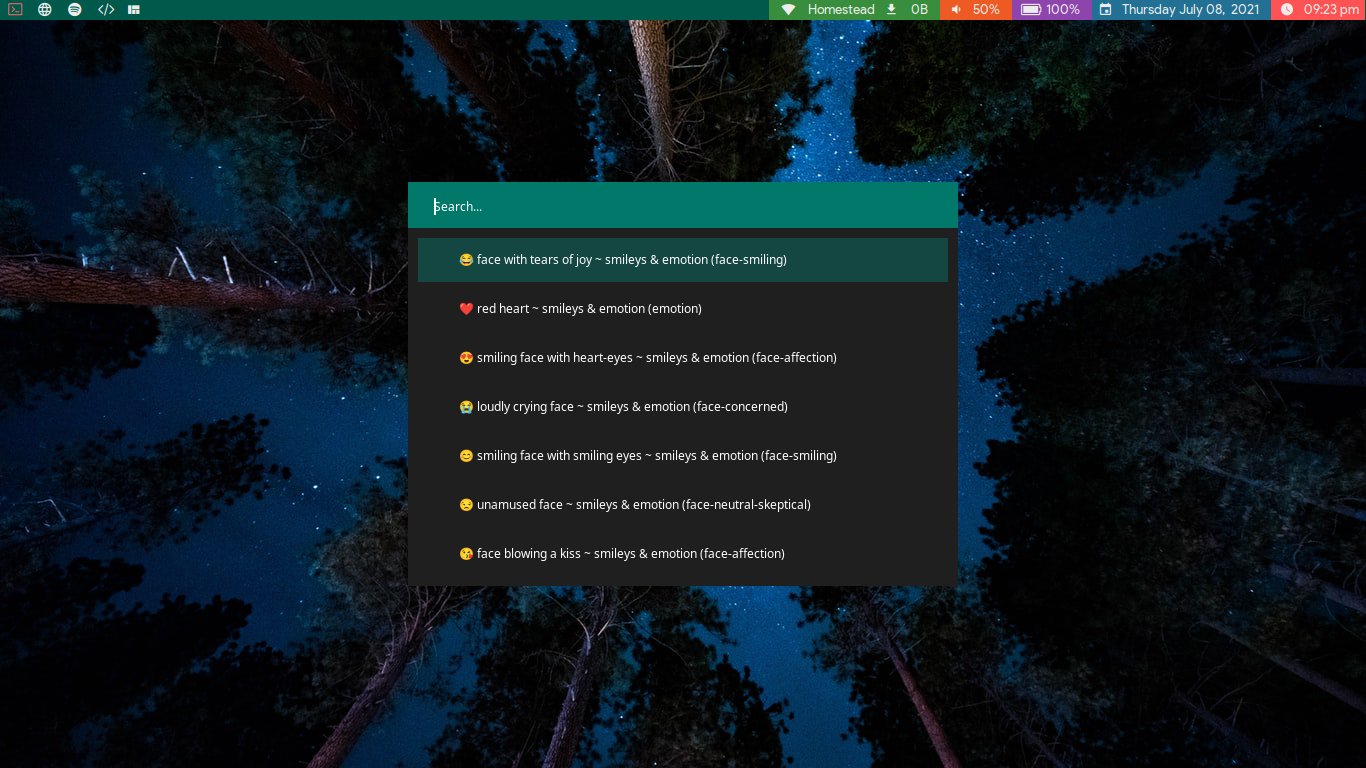 Homestead 0B 50% 100% Thursday July 08, 2021 09:23 pm
Search...
😂 face with tears of joy ~ smileys & emotion (face-smiling)
❤️ red heart ~ smileys & emotion (emotion)
😍 smiling face with heart-eyes ~ smileys & emotion (face-affection)
😭 loudly crying face ~ smileys & emotion (face-concerned)
😊 smiling face with smiling eyes ~ smileys & emotion (face-smiling)
😒 unamused face ~ smileys & emotion (face-neutral-skeptical)
😘 face blowing a kiss ~ smileys & emotion (face-affection)